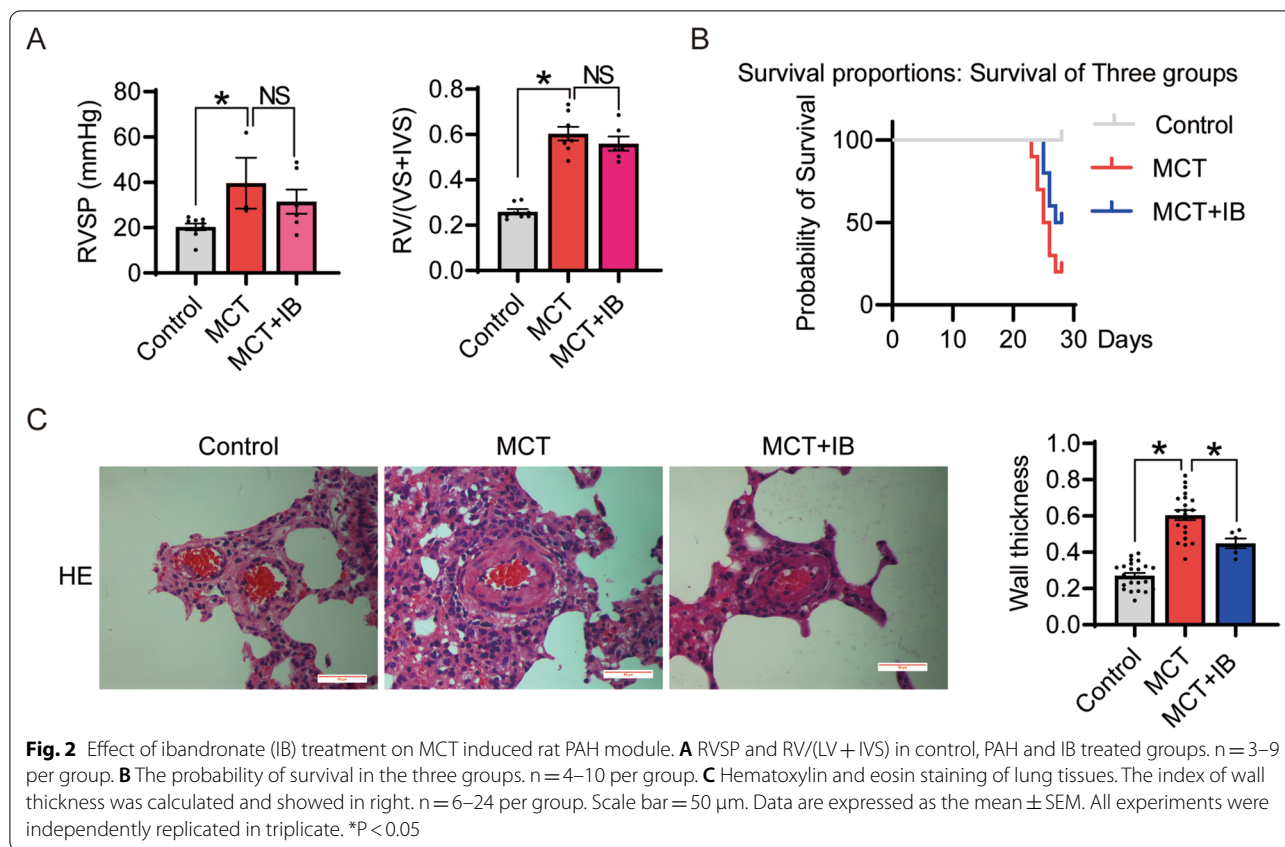 A
80
60
40
20
0
RVSP (mmHg)
*
NS
Control
MCT
MCT+IB
0.8
0.6
0.4
0.2
0.0
RV/(VS+IVS)
*
NS
Control
MCT
MCT+IB
B
Survival proportions: Survival of Three groups
Probability of Survival
100
50
0
0
10
20
30
Days
Control
MCT
MCT+IB
C
Control
MCT
MCT+IB
HE
1.0
0.8
0.6
0.4
0.2
0.0
Wall thickness
*
*
Control
MCT
MCT+IB
Fig. 2 Effect of ibandronate (IB) treatment on MCT induced rat PAH module. A RVSP and RV/(LV + IVS) in control, PAH and IB treated groups. n = 3–9
per group. B The probability of survival in the three groups. n = 4–10 per group. C Hematoxylin and eosin staining of lung tissues. The index of wall
thickness was calculated and showed in right. n = 6–24 per group. Scale bar = 50 μm. Data are expressed as the mean ± SEM. All experiments were
independently replicated in triplicate. *P < 0.05